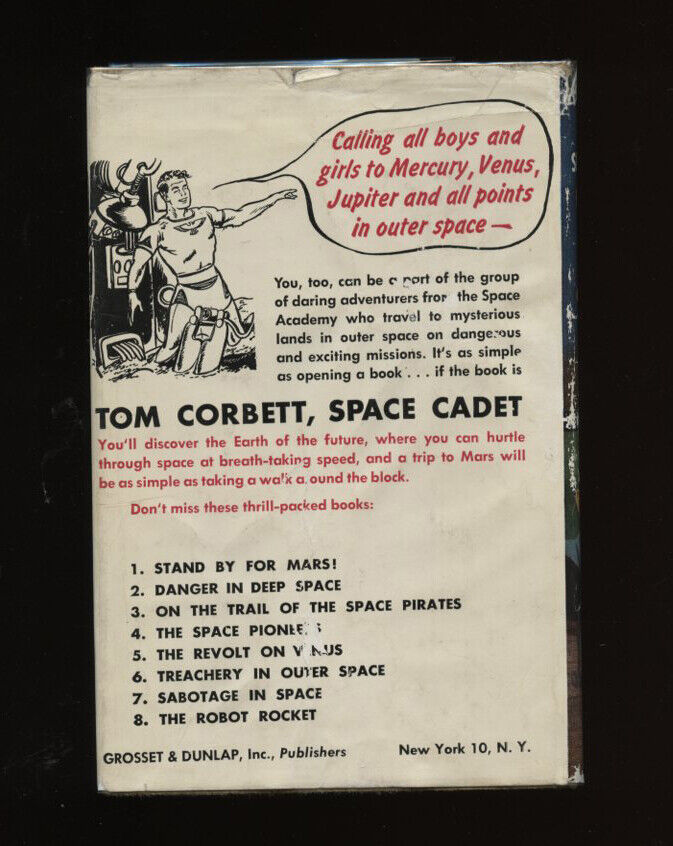 Calling all boys and
girls to Mercury, Venus,
Jupiter and all points
in outer space —
You, too, can be a part of the group
of daring adventurers from the Space
Academy who travel to mysterious
lands in outer space on dangerous
and exciting missions. It's as simple
as opening a book . . . if the book is
TOM CORBETT, SPACE CADET
You'll discover the Earth of the future, where you can hurtle
through space at breath-taking speed, and a trip to Mars will
be as simple as taking a walk around the block.
Don't miss these thrill-packed books:
1. STAND BY FOR MARS!
2. DANGER IN DEEP SPACE
3. ON THE TRAIL OF THE SPACE PIRATES
4. THE SPACE PIONEERS
5. THE REVOLT ON VENUS
6. TREACHERY IN OUTER SPACE
7. SABOTAGE IN SPACE
8. THE ROBOT ROCKET
GROSSET & DUNLAP, Inc., Publishers New York 10, N. Y.